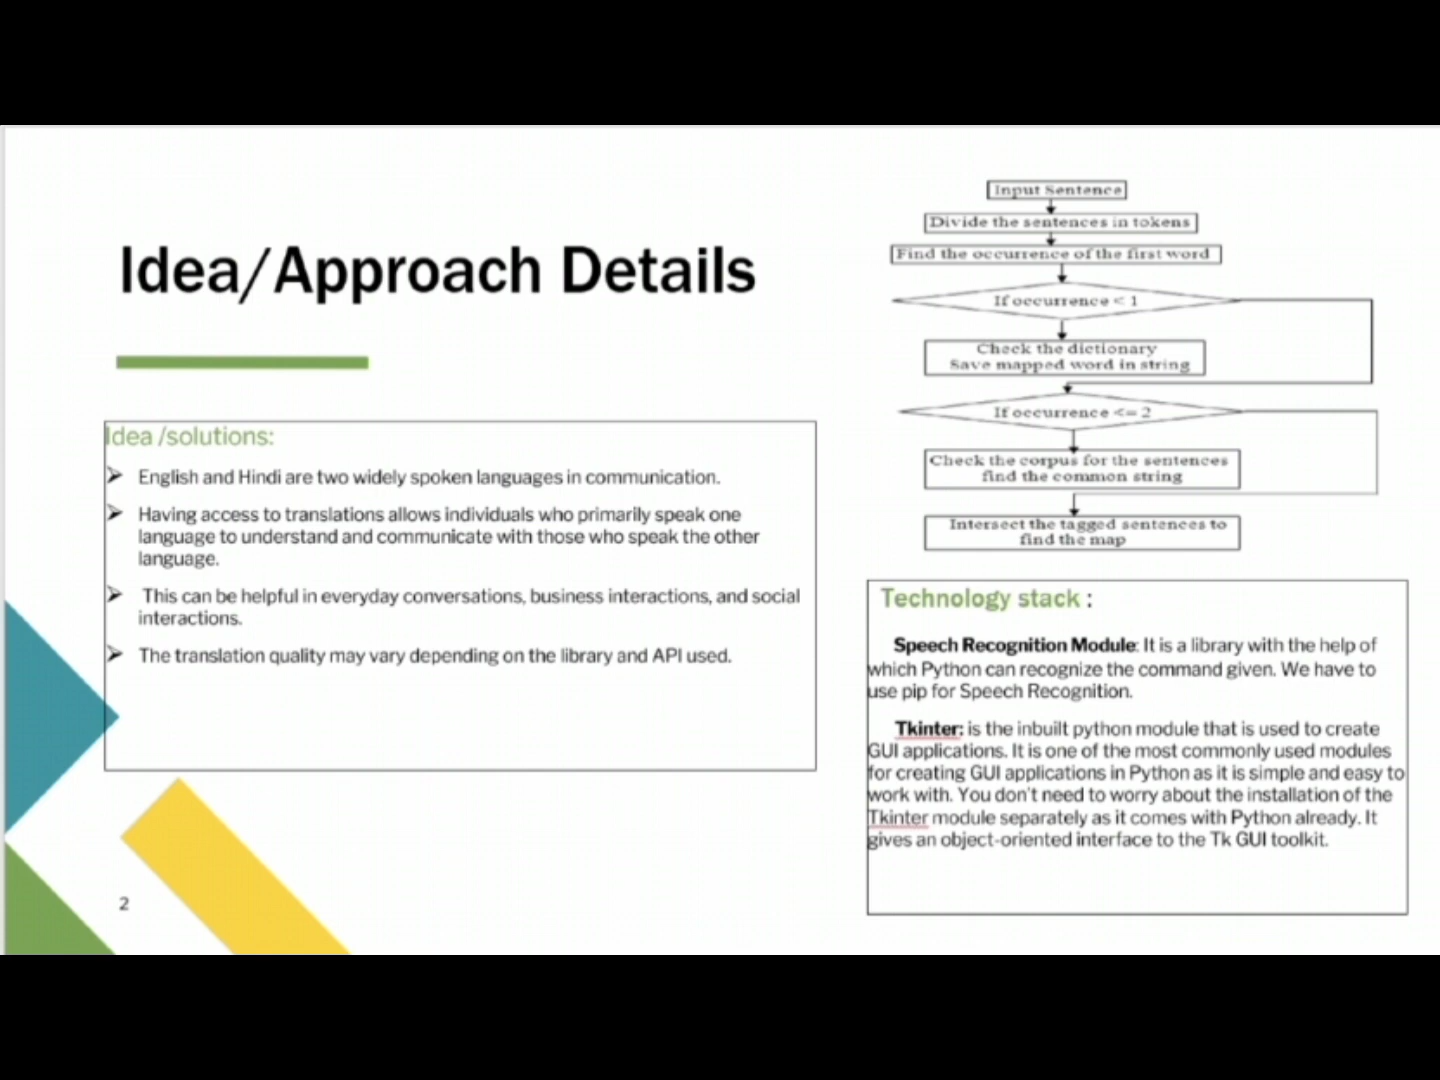 Idea/Approach Details
Idea /solutions:
English and Hindi are two widely spoken languages in communication.
Having access to translations allows individuals who primarily speak one
language to understand and communicate with those who speak the other
language.
This can be helpful in everyday conversations, business interactions, and social
interactions.
The translation quality may vary depending on the library and API used.
2
Input Sentence
Divide the sentences in tokens
Find the occurrence of the first word
If occurrence < 1
Check the dictionary
Save mapped word in string
If occurrence <= 2
Check the corpus for the sentences
find the common string
Intersect the tagged sentences to
find the map
Technology stack :
Speech Recognition Module: It is a library with the help of
which Python can recognize the command given. We have to
use pip for Speech Recognition.
Tkinter: is the inbuilt python module that is used to create
GUI applications. It is one of the most commonly used modules
for creating GUI applications in Python as it is simple and easy to
work with. You don't need to worry about the installation of the
Tkinter module separately as it comes with Python already. It
gives an object-oriented interface to the Tk GUI toolkit.